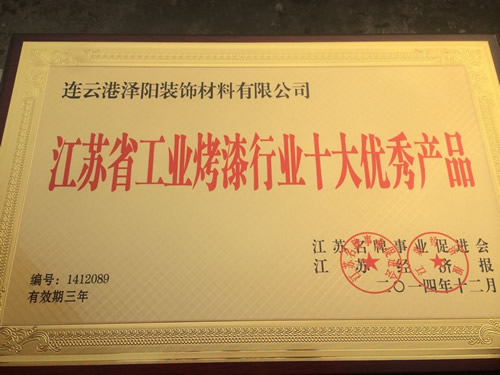 连云港泽阳装饰材料有限公司
江苏省工业烤漆行业十大优秀产品
江苏名牌事业促进会
江苏经济报
二〇一四年十二月
编号：1412089
有效期三年